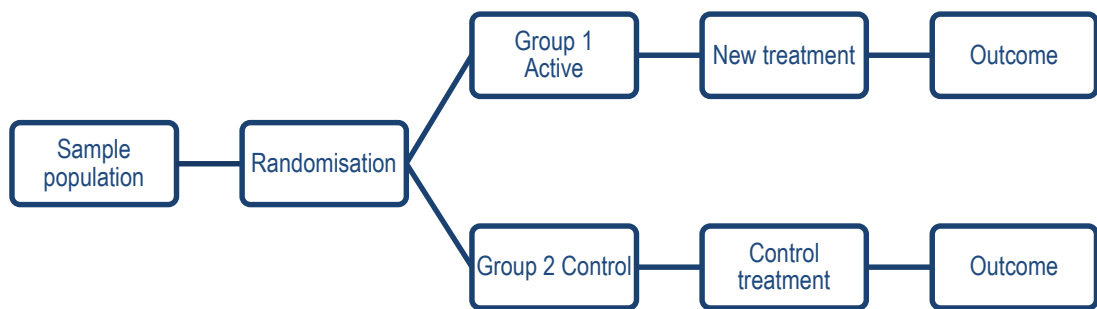 Sample
population
Randomisation
Group 1
Active
New treatment
Outcome
Group 2 Control
Control
treatment
Outcome